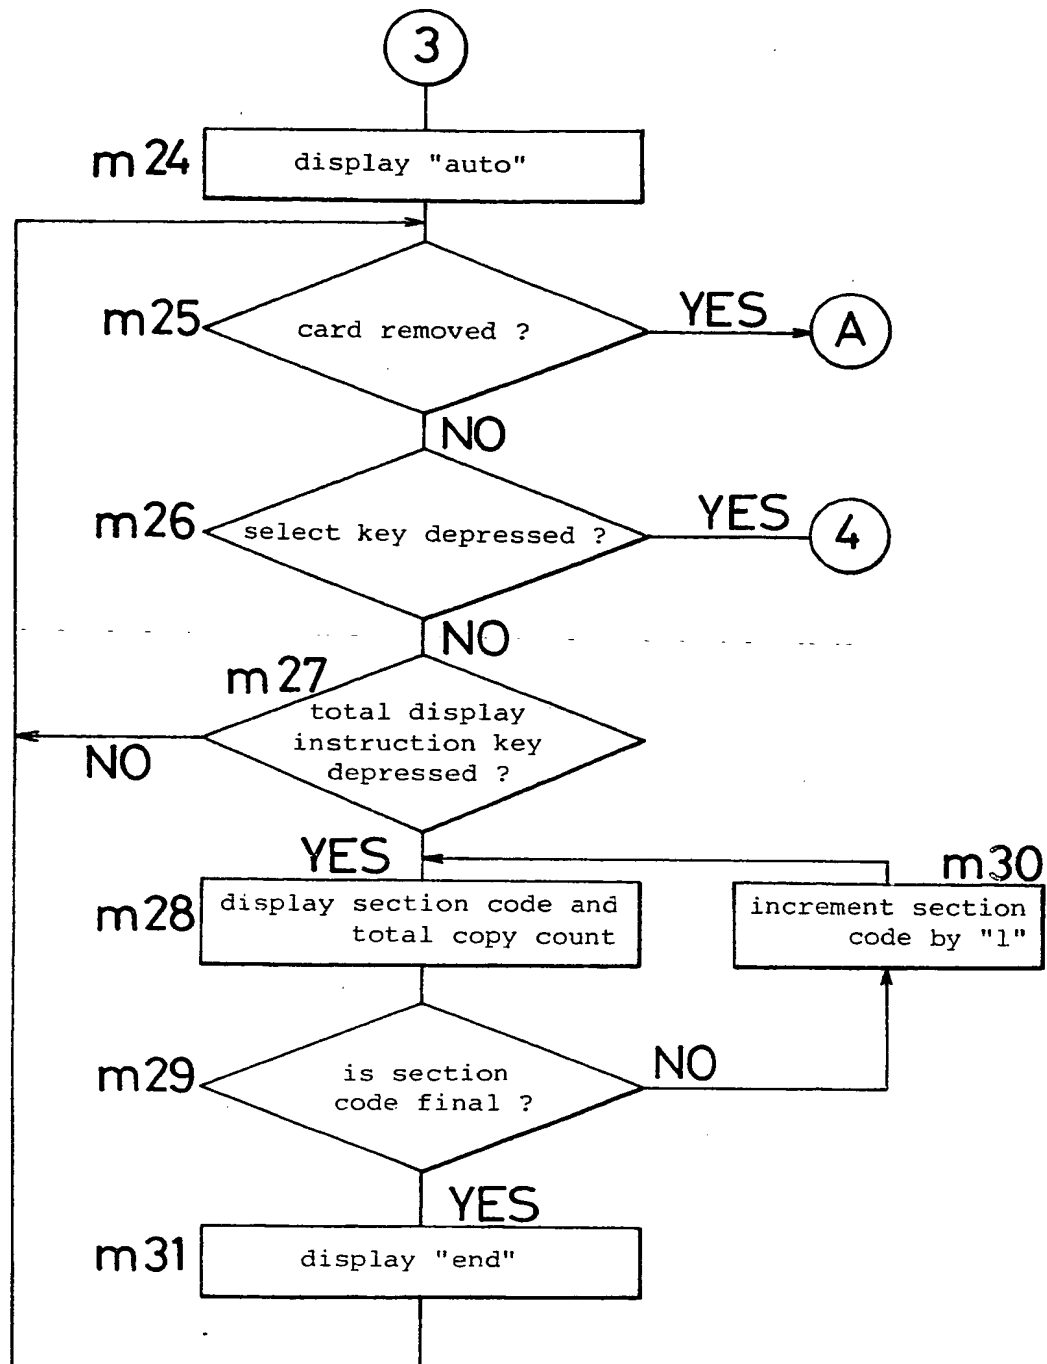 3
m24
display "auto"
m25
card removed ?
YES
A
NO
m26
select key depressed ?
YES
4
NO
m27
total display
instruction key
depressed ?
NO
YES
m28
display section code and
total copy count
m30
increment section
code by "1"
m29
is section
code final ?
NO
YES
m31
display "end"